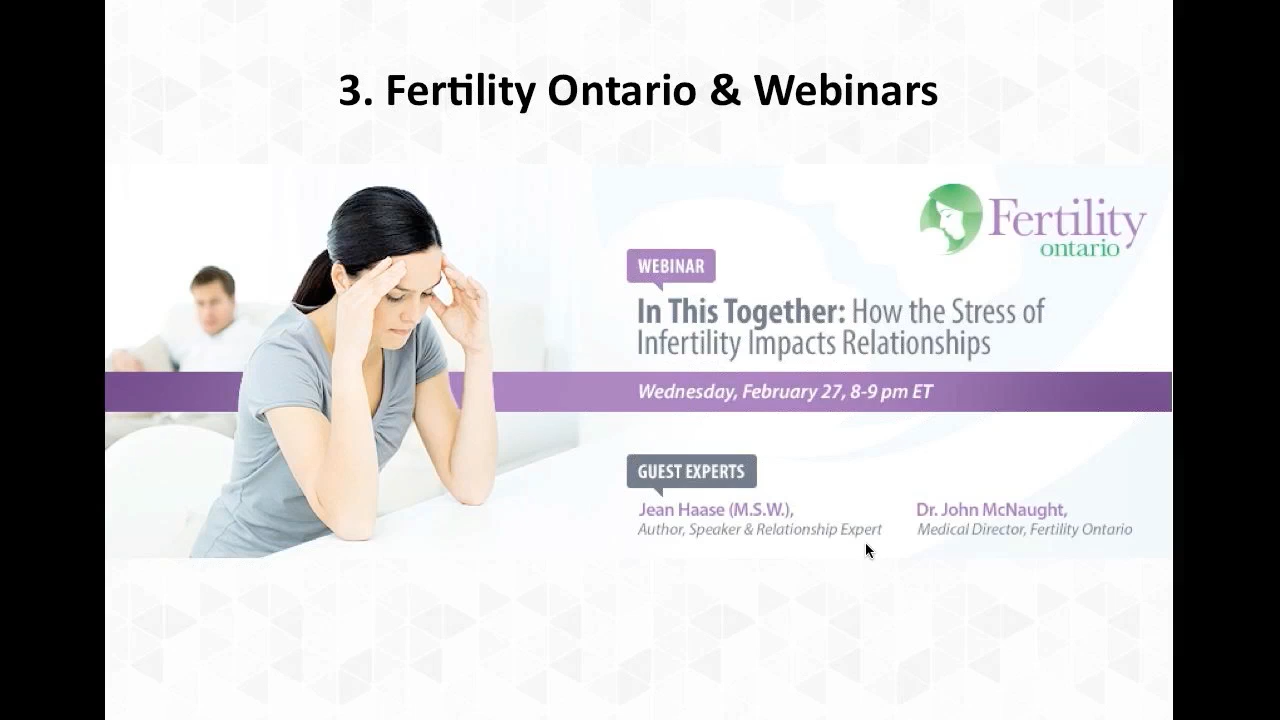 3. Fertility Ontario & Webinars
Fertility
ontario
WEBINAR
In This Together: How the Stress of
Infertility Impacts Relationships
Wednesday, February 27, 8-9 pm ET
GUEST EXPERTS
Jean Haase (M.S.W.),
Author, Speaker & Relationship Expert
Dr. John McNaught,
Medical Director, Fertility Ontario